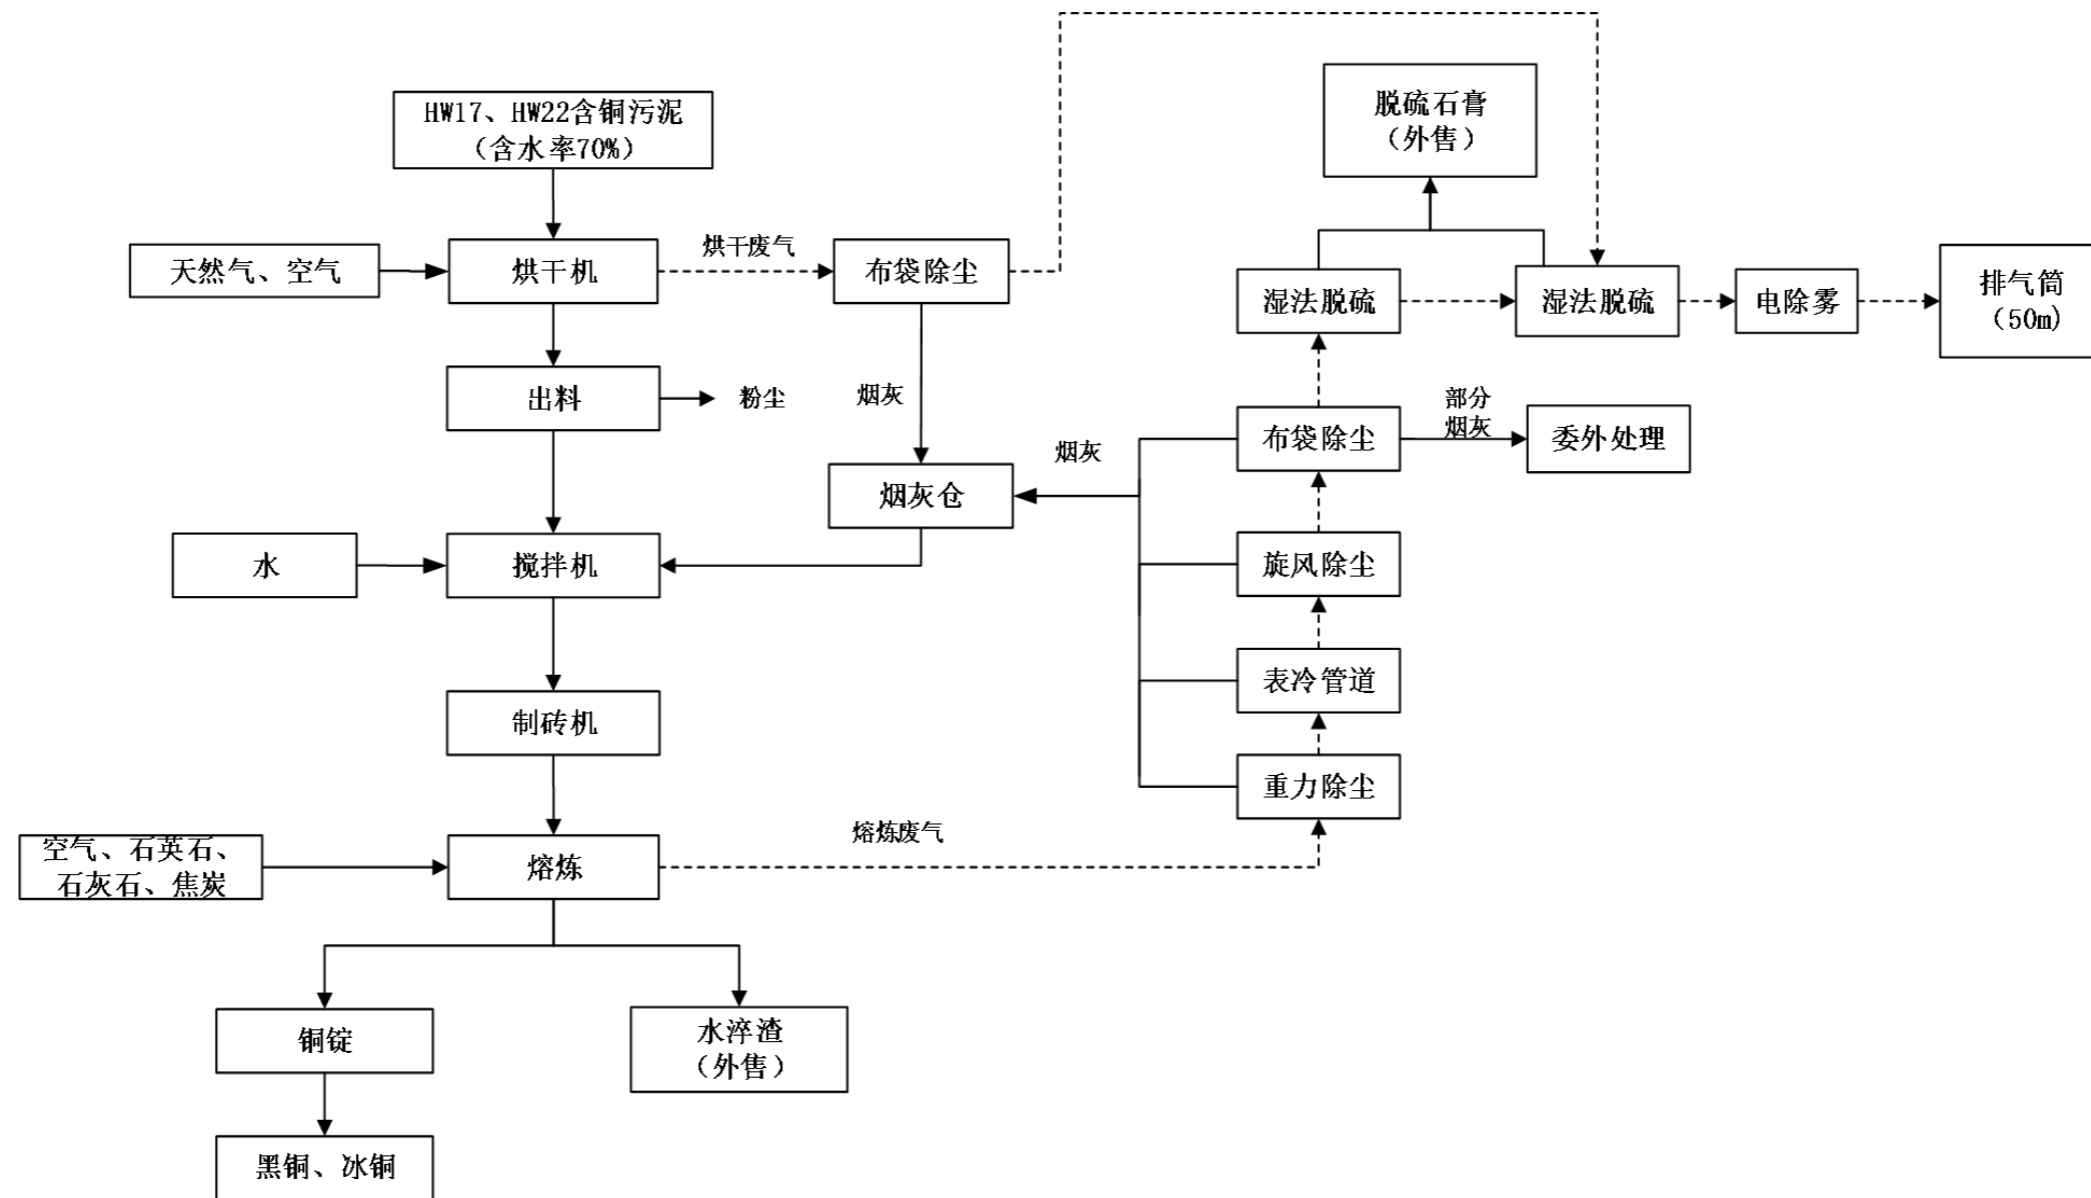 HW17、HW22含铜污泥
（含水率70%）
脱硫石膏
（外售）
天然气、空气
烘干机
烘干废气
布袋除尘
湿法脱硫
湿法脱硫
电除雾
排气筒
（50m)
出料
粉尘
烟灰
烟灰
布袋除尘
部分
烟灰
委外处理
烟灰仓
水
搅拌机
旋风除尘
表冷管道
制砖机
重力除尘
空气、石英石、
石灰石、焦炭
熔炼
熔炼废气
铜锭
水淬渣
（外售）
黑铜、冰铜